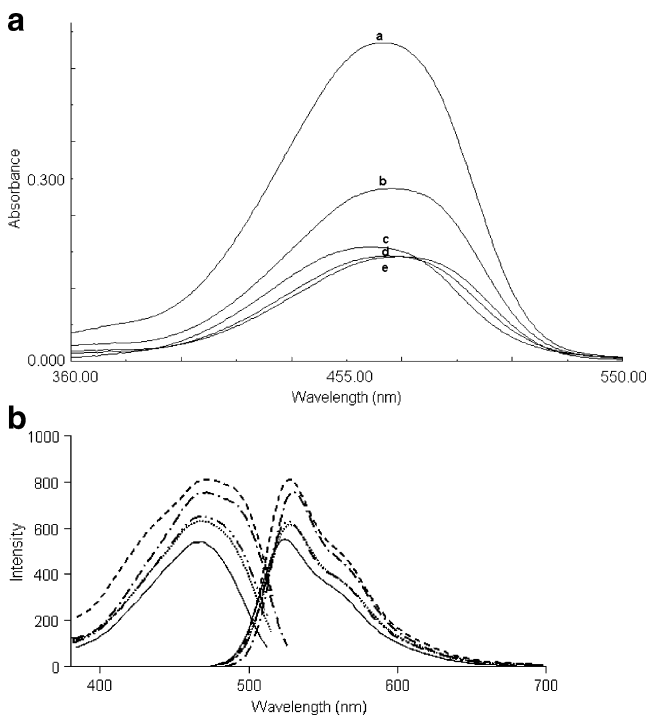 a
a
b
0.300
Absorbance
c
d
e
0.000
360.00 455.00 550.00
Wavelength (nm)
b
1000
800
600
Intensity
400
200
0
400 500 600 700
Wavelength (nm)